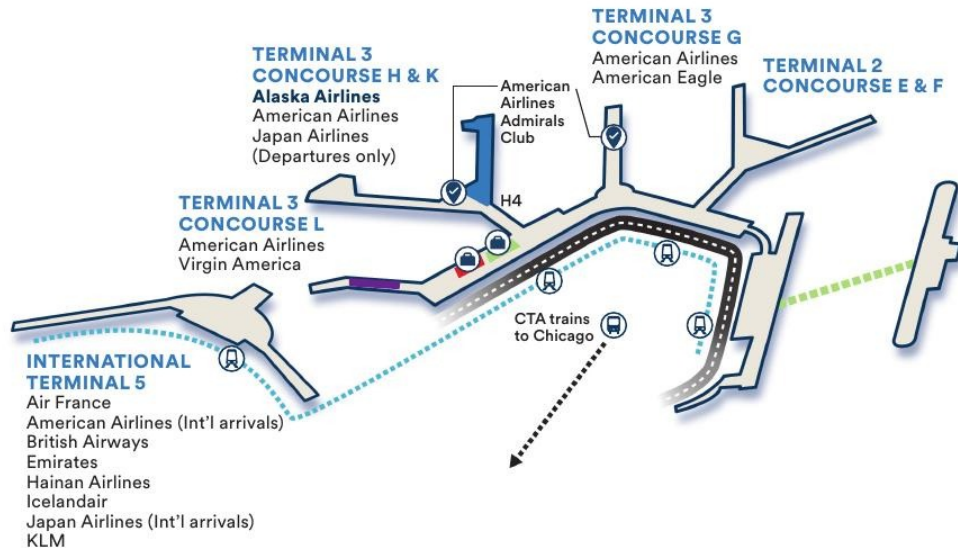 TERMINAL 3
CONCOURSE H & K
Alaska Airlines
American Airlines
Japan Airlines
(Departures only)
American
Airlines
Admirals
Club
TERMINAL 3
CONCOURSE G
American Airlines
American Eagle
TERMINAL 2
CONCOURSE E & F
H4
TERMINAL 3
CONCOURSE L
American Airlines
Virgin America
CTA trains
to Chicago
INTERNATIONAL
TERMINAL 5
Air France
American Airlines (Int'l arrivals)
British Airways
Emirates
Hainan Airlines
Icelandair
Japan Airlines (Int'l arrivals)
KLM